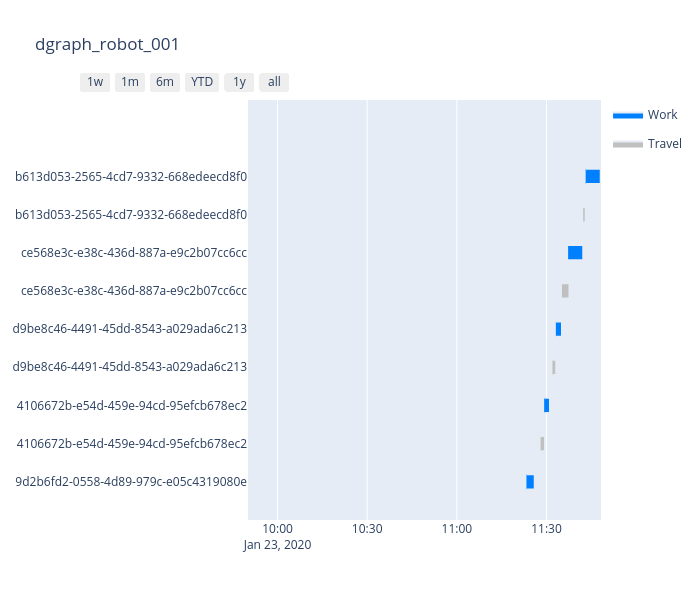 dgraph_robot_001
1w 1m 6m YTD 1y all
Work
Travel
b613d053-2565-4cd7-9332-668edeecd8f0
b613d053-2565-4cd7-9332-668edeecd8f0
ce568e3c-e38c-436d-887a-e9c2b07cc6cc
ce568e3c-e38c-436d-887a-e9c2b07cc6cc
d9be8c46-4491-45dd-8543-a029ada6c213
d9be8c46-4491-45dd-8543-a029ada6c213
4106672b-e54d-459e-94cd-95efcb678ec2
4106672b-e54d-459e-94cd-95efcb678ec2
9d2b6fd2-0558-4d89-979c-e05c4319080e
10:00 10:30 11:00 11:30
Jan 23, 2020